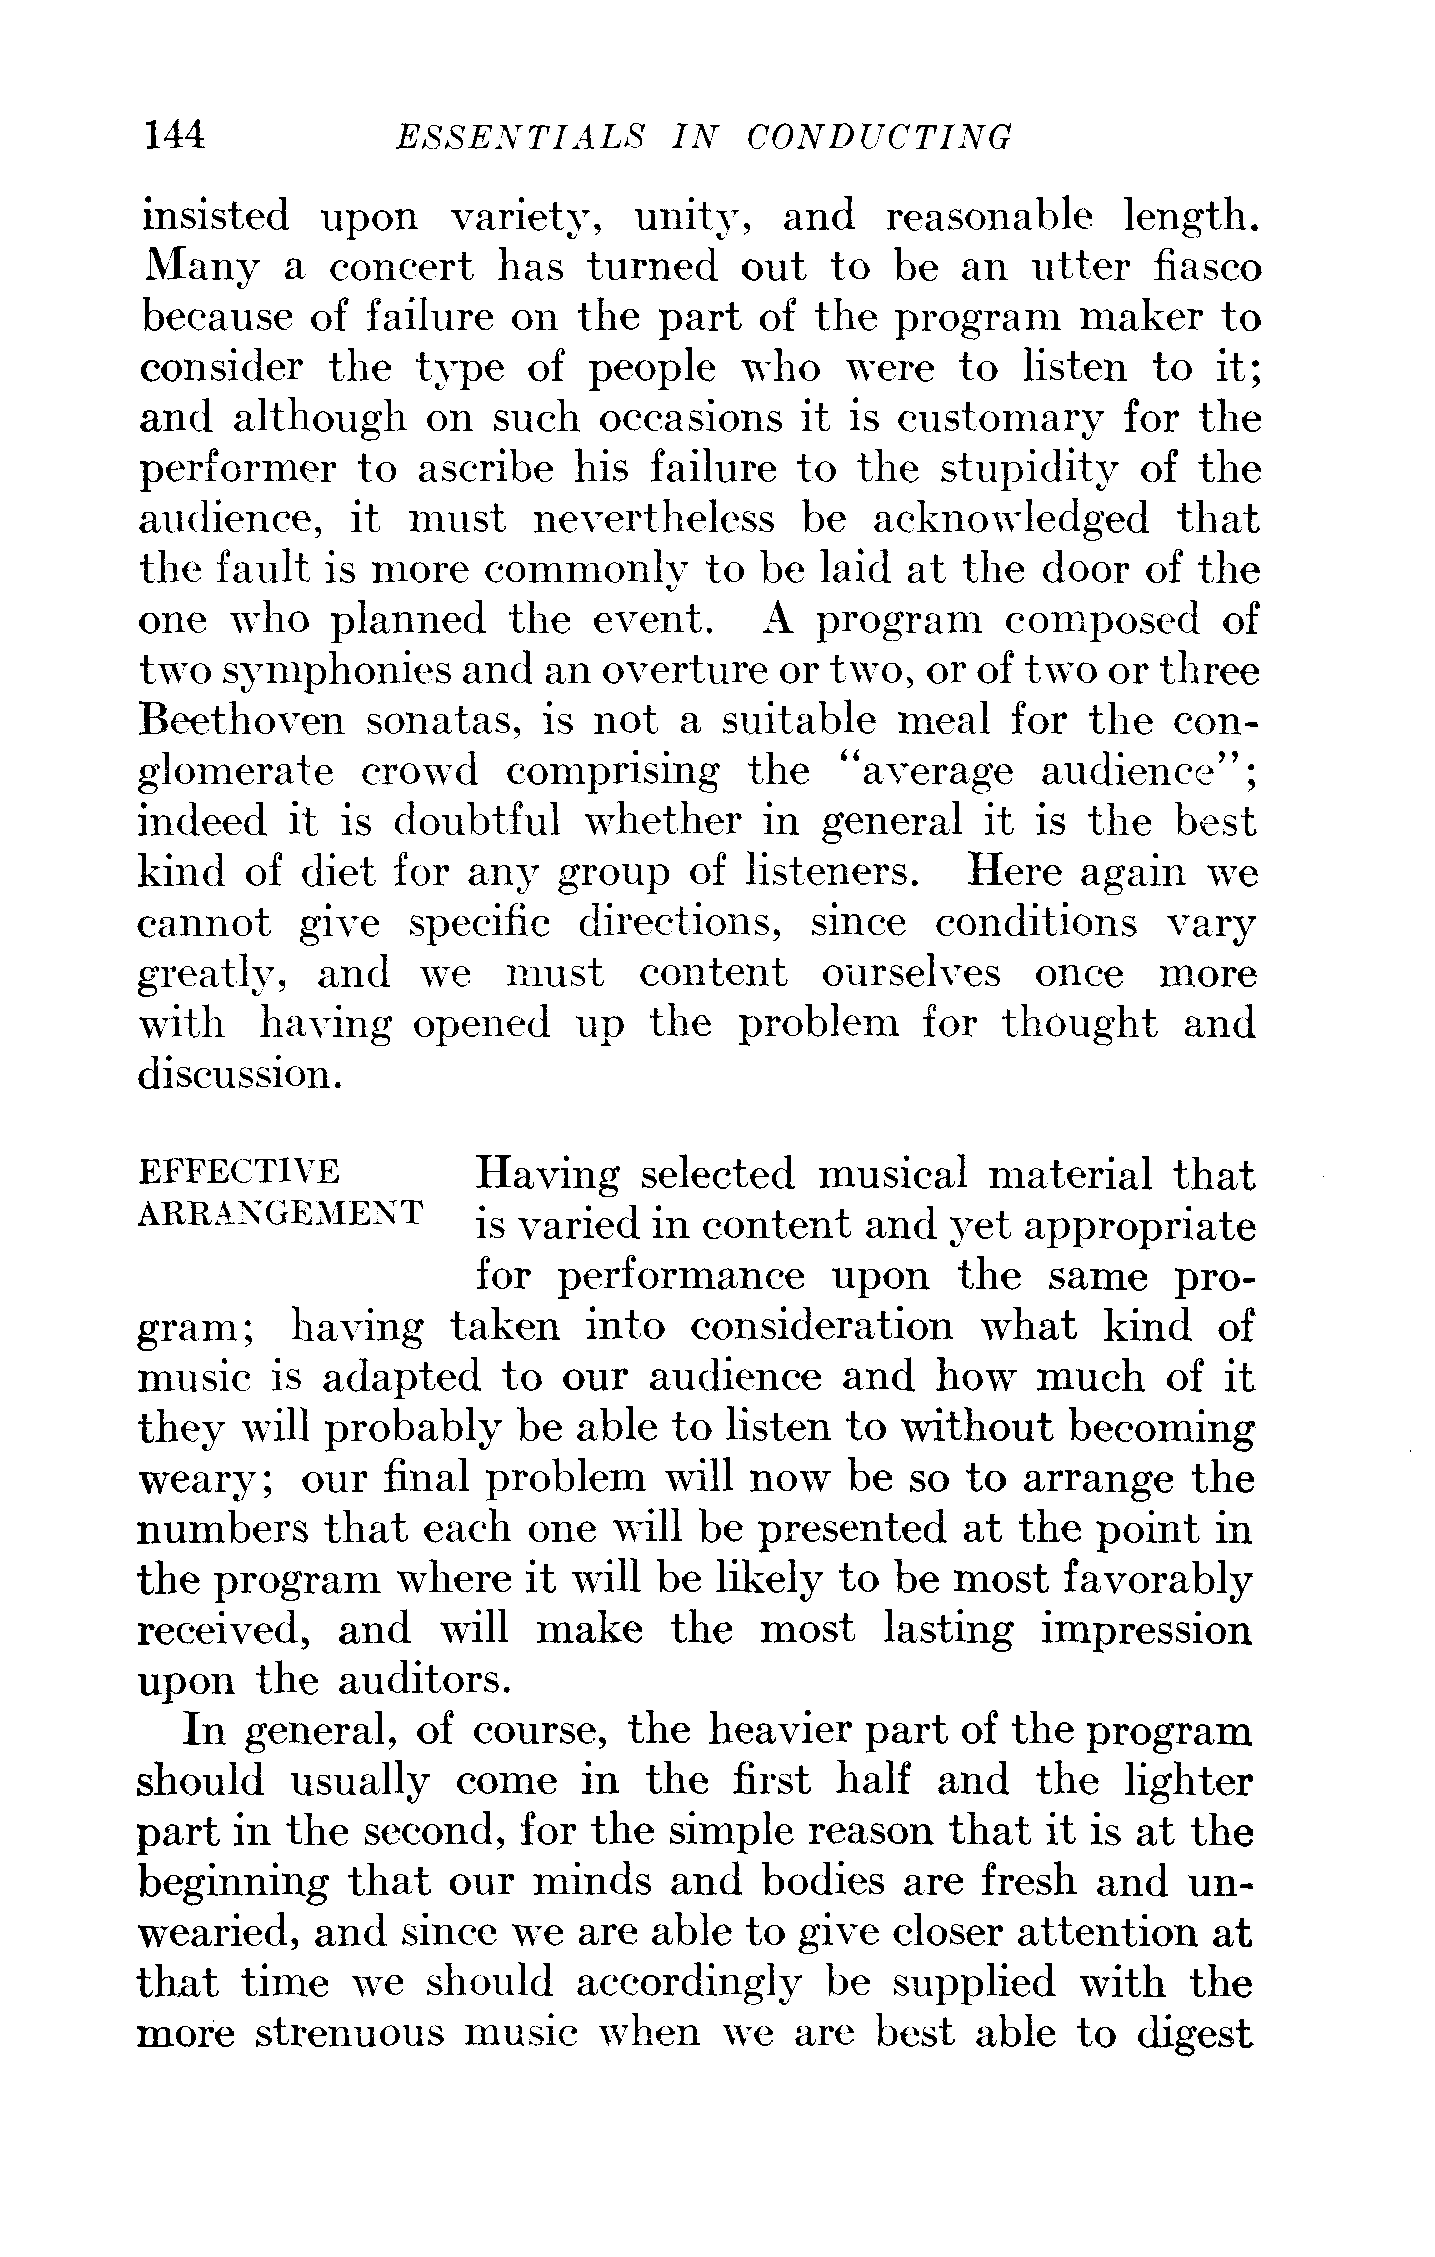 144 ESSENTIALS IN CONDUCTING
insisted upon variety, unity, and reasonable length.
Many a concert has turned out to be an utter fiasco
because of failure on the part of the program maker to
consider the type of people who were to listen to it;
and although on such occasions it is customary for the
performer to ascribe his failure to the stupidity of the
audience, it must nevertheless be acknowledged that
the fault is more commonly to be laid at the door of the
one who planned the event. A program composed of
two symphonies and an overture or two, or of two or three
Beethoven sonatas, is not a suitable meal for the con-
glomerate crowd comprising the “average audience”;
indeed it is doubtful whether in general it is the best
kind of diet for any group of listeners. Here again we
cannot give specific directions, since conditions vary
greatly, and we must content ourselves once more
with having opened up the problem for thought and
discussion.
EFFECTIVE
ARRANGEMENT
Having selected musical material that
is varied in content and yet appropriate
for performance upon the same pro-
gram; having taken into consideration what kind of
music is adapted to our audience and how much of it
they will probably be able to listen to without becoming
weary; our final problem will now be so to arrange the
numbers that each one will be presented at the point in
the program where it will be likely to be most favorably
received, and will make the most lasting impression
upon the auditors.
In general, of course, the heavier part of the program
should usually come in the first half and the lighter
part in the second, for the simple reason that it is at the
beginning that our minds and bodies are fresh and un-
wearied, and since we are able to give closer attention at
that time we should accordingly be supplied with the
more strenuous music when we are best able to digest